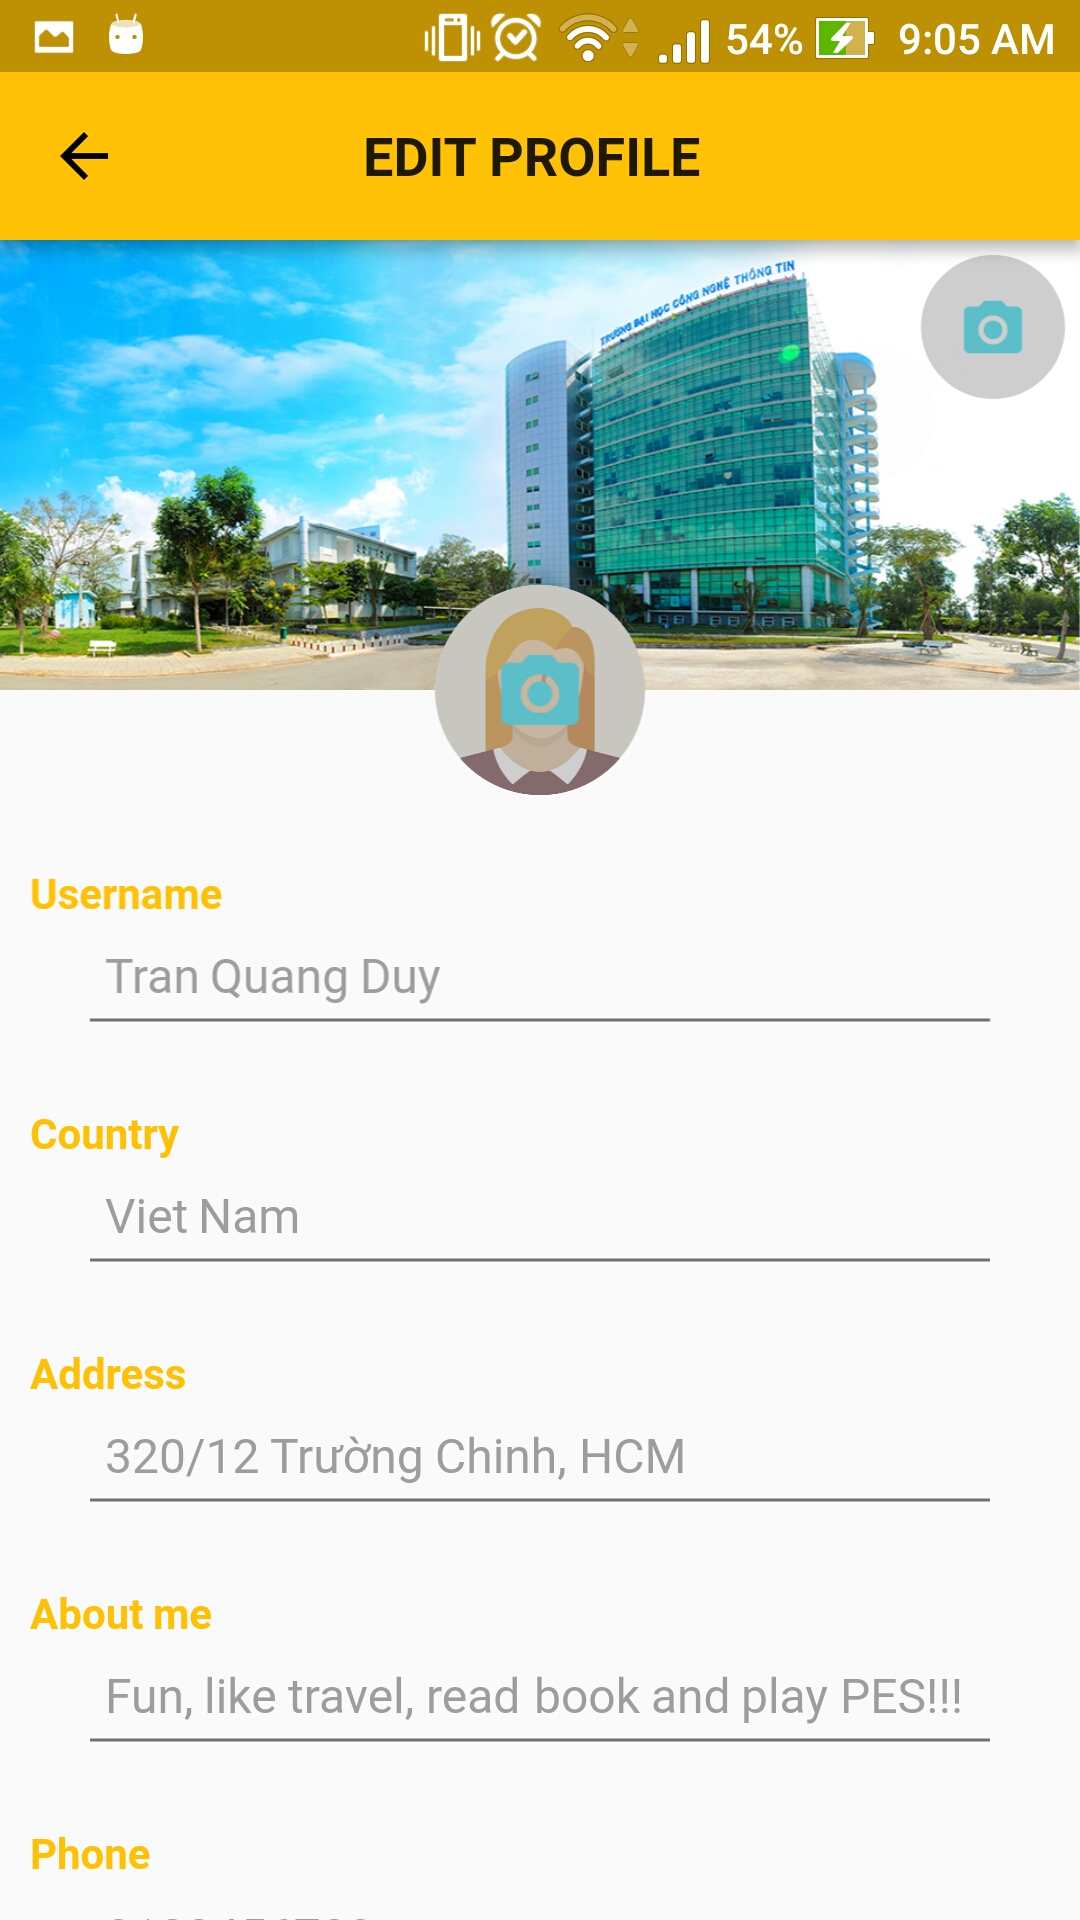 54% 9:05 AM
EDIT PROFILE
TRƯỜNG ĐẠI HỌC CÔNG NGHỆ THÔNG TIN
Username
Tran Quang Duy
Country
Viet Nam
Address
320/12 Trường Chinh, HCM
About me
Fun, like travel, read book and play PES!!!
Phone